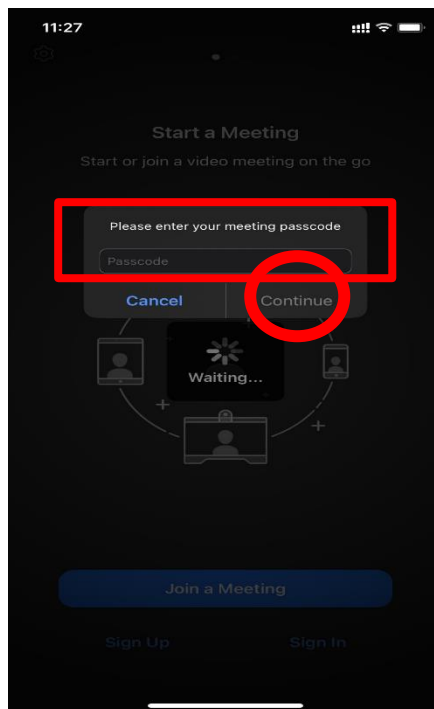 11:27
Start a Meeting
Start or join a video meeting on the go
Please enter your meeting passcode
Passcode
Cancel Continue
Waiting...
Join a Meeting
Sign Up Sign In